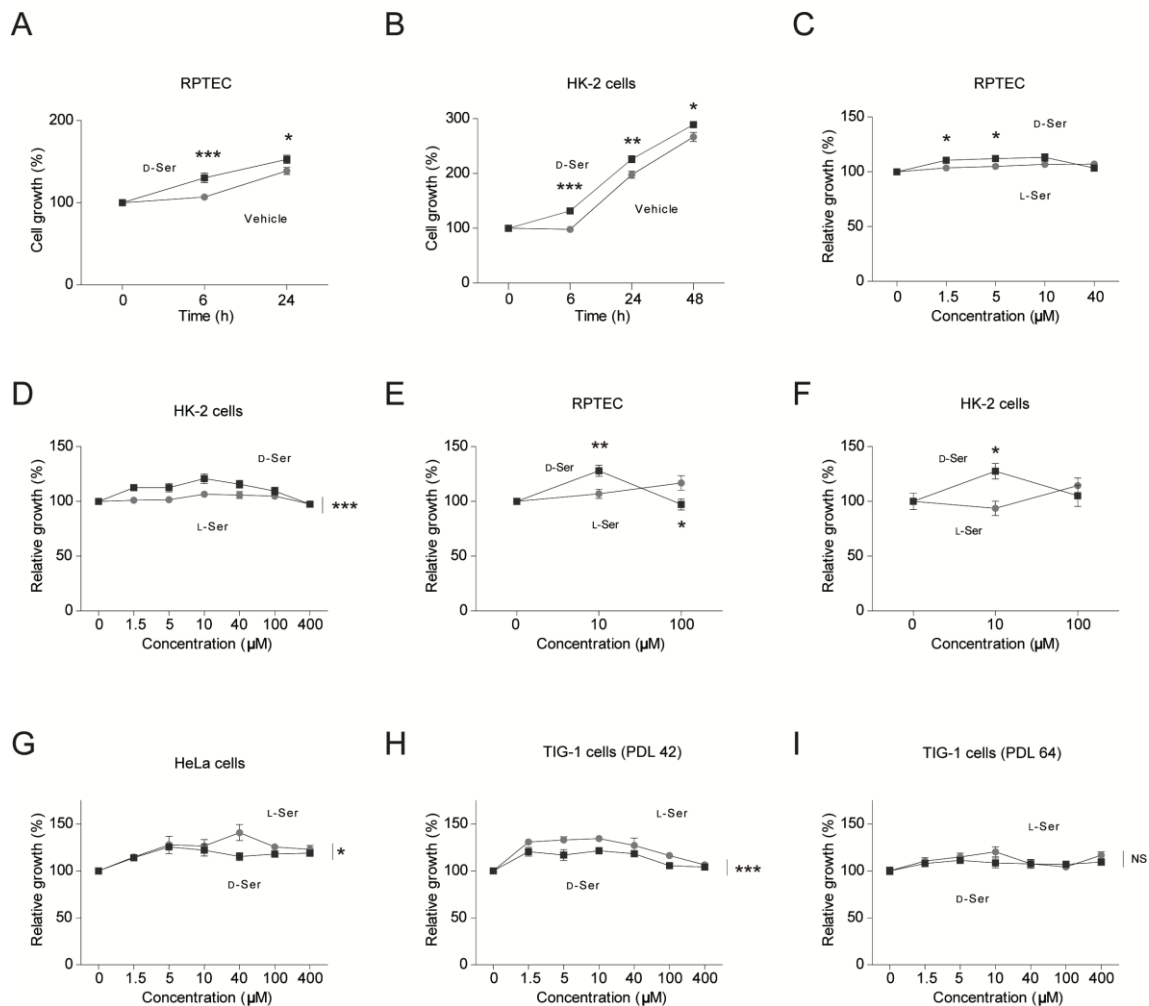 A
RPTEC
Cell growth (%)
200
100
0
D-Ser
***
*
Vehicle
0 6 24
Time (h)
B
HK-2 cells
Cell growth (%)
300
200
100
0
D-Ser
***
**
*
Vehicle
0 6 24 48
Time (h)
C
RPTEC
Relative growth (%)
150
100
50
0
* *
D-Ser
L-Ser
0 1.5 5 10 40
Concentration (µM)
D
HK-2 cells
Relative growth (%)
150
100
50
0
D-Ser
L-Ser
***
0 1.5 5 10 40 100 400
Concentration (µM)
E
RPTEC
Relative growth (%)
150
100
50
0
**
D-Ser
L-Ser
*
0 10 100
Concentration (µM)
F
HK-2 cells
Relative growth (%)
150
100
50
0
*
D-Ser
L-Ser
0 10 100
Concentration (µM)
G
HeLa cells
Relative growth (%)
150
100
50
0
L-Ser
D-Ser
*
0 1.5 5 10 40 100 400
Concentration (µM)
H
TIG-1 cells (PDL 42)
Relative growth (%)
150
100
50
0
L-Ser
D-Ser
***
0 1.5 5 10 40 100 400
Concentration (µM)
I
TIG-1 cells (PDL 64)
Relative growth (%)
150
100
50
0
L-Ser
D-Ser
NS
0 1.5 5 10 40 100 400
Concentration (µM)